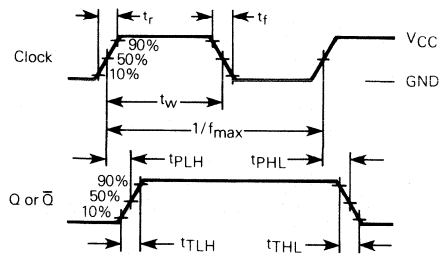 tr
tf
Clock
90%
50%
10%
VCC
GND
tw
1/fmax
tPLH
tPHL
Q or Q̅
90%
50%
10%
tTLH
tTHL